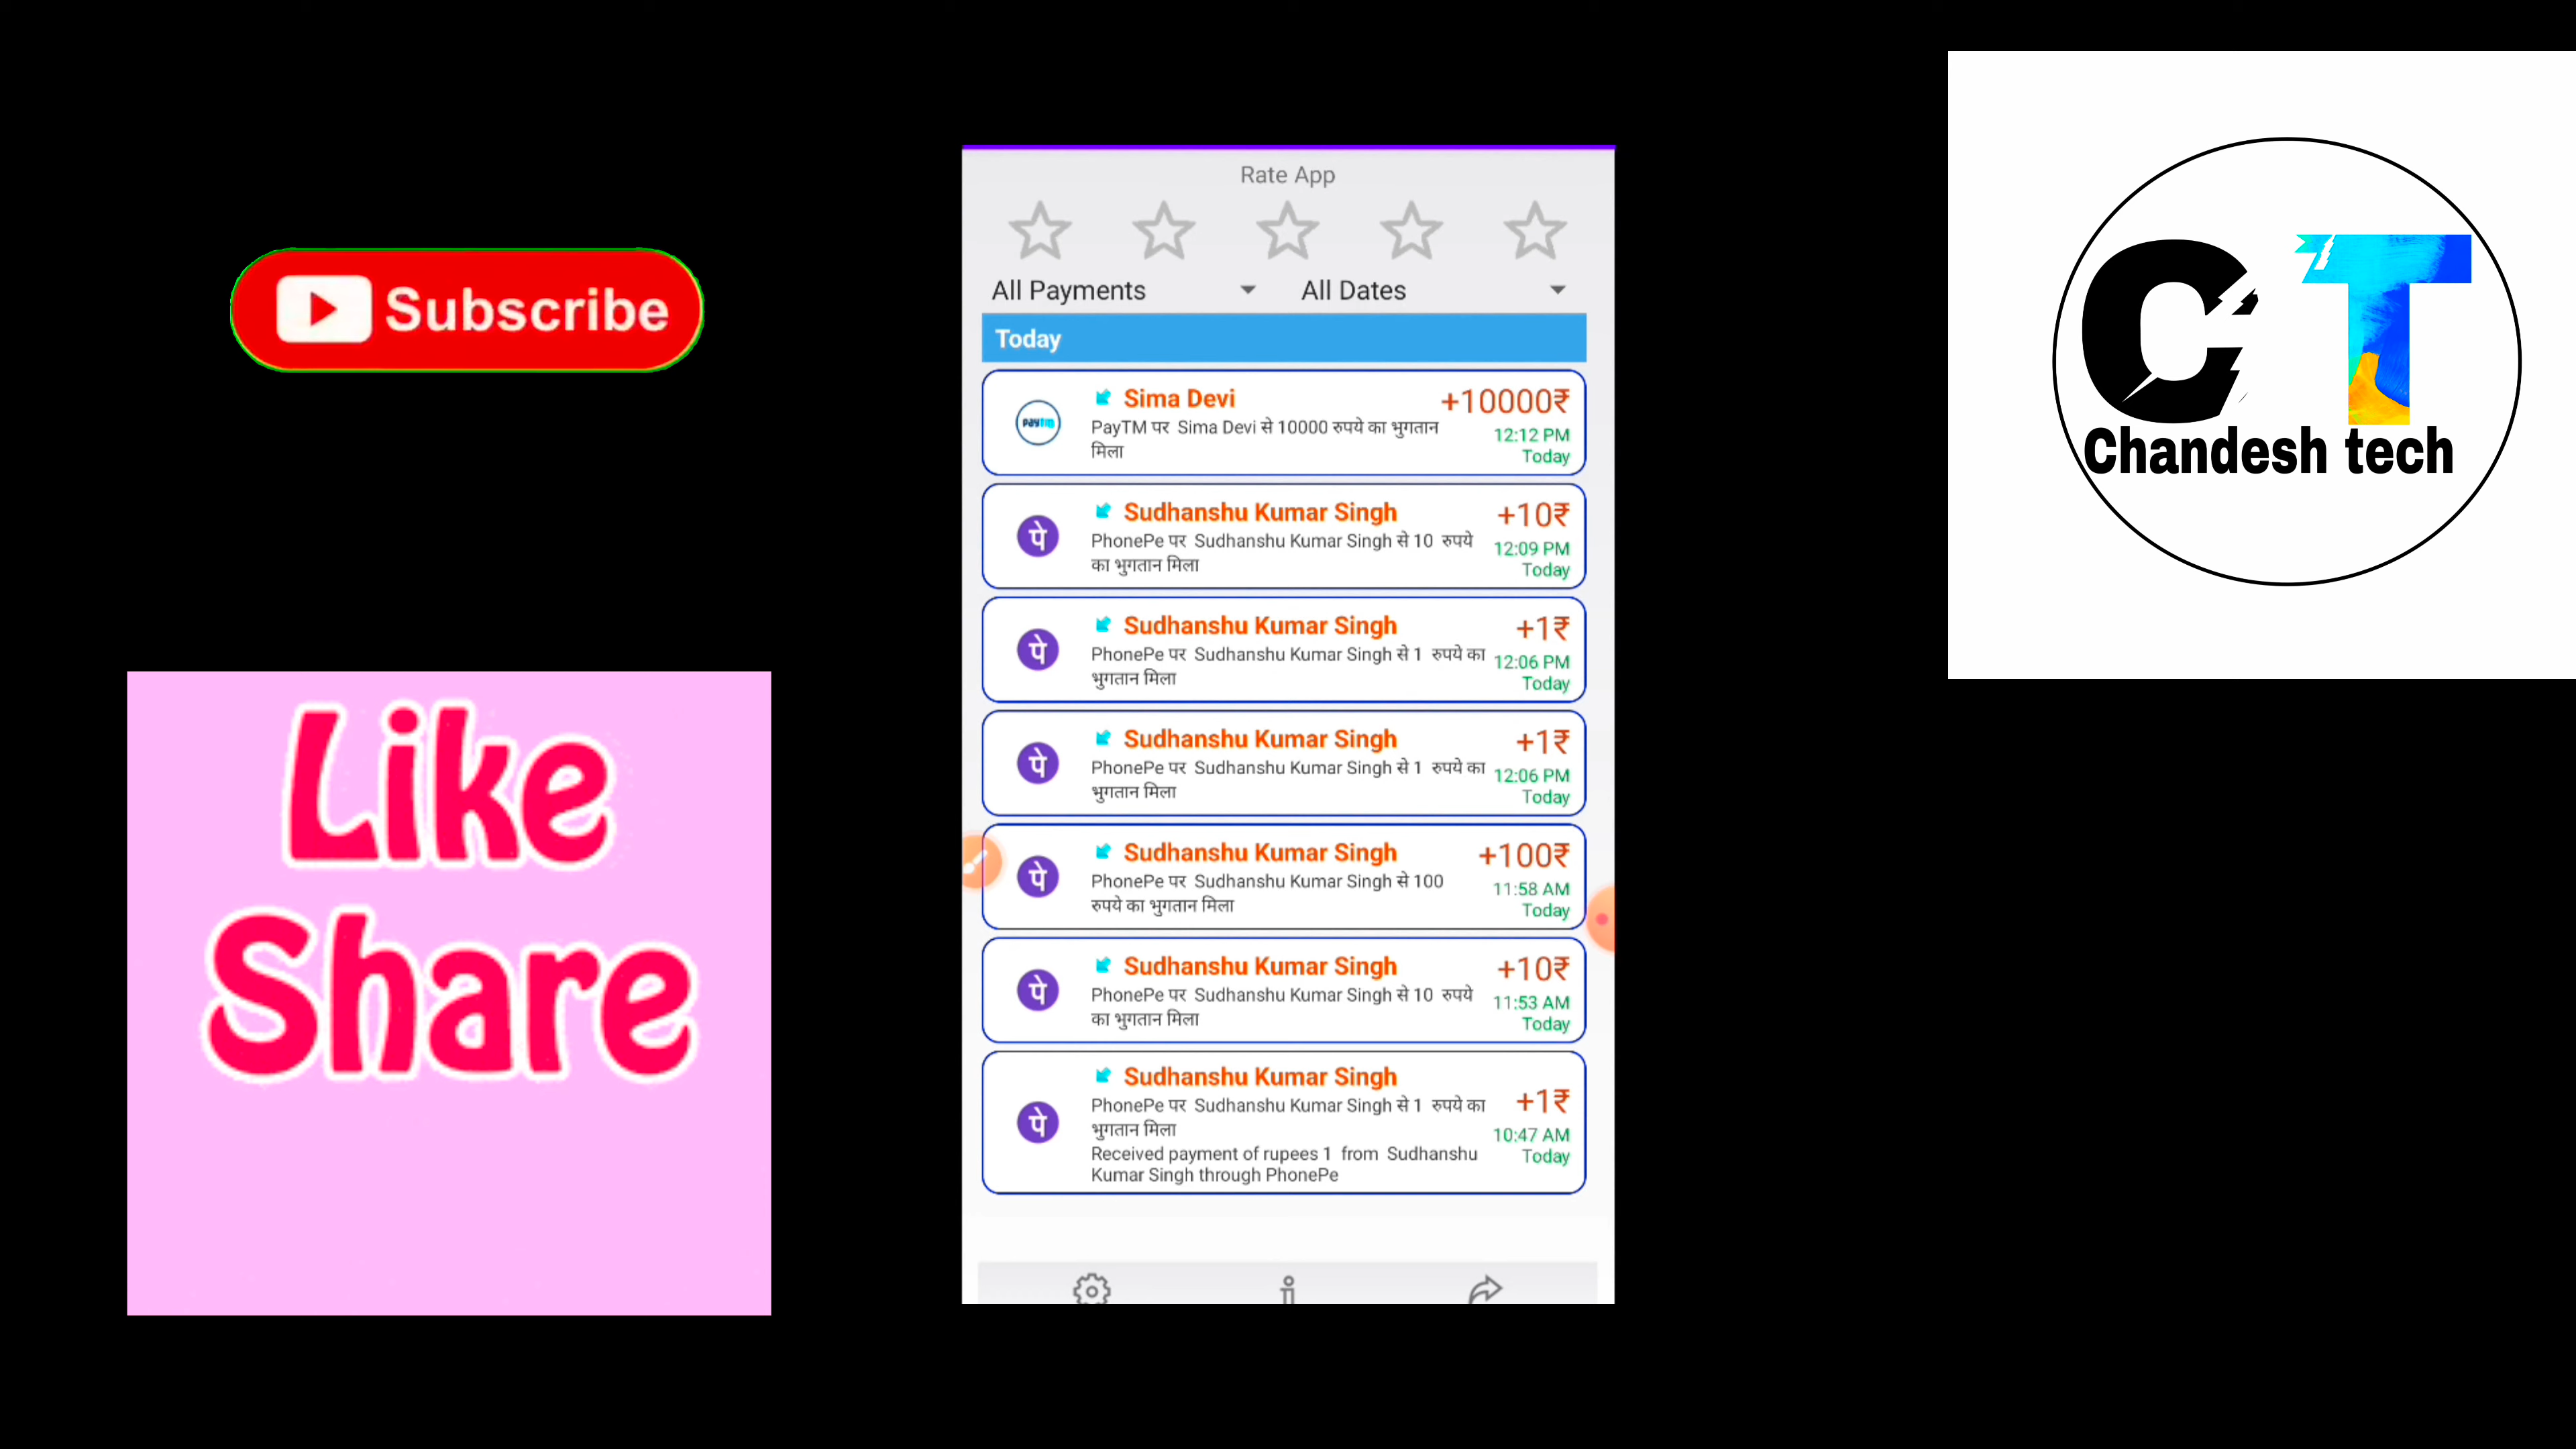 Subscribe
Like
Share
Rate App
All Payments
All Dates
Today
Sima Devi
+10000₹
PayTM पर Sima Devi से 10000 रुपये का भुगतान
मिला
12:12 PM
Today
paytm
Sudhanshu Kumar Singh
+10₹
PhonePe पर Sudhanshu Kumar Singh से 10 रुपये
का भुगतान मिला
12:09 PM
Today
पे
Sudhanshu Kumar Singh
+1₹
PhonePe पर Sudhanshu Kumar Singh से 1 रुपये का
भुगतान मिला
12:06 PM
Today
पे
Sudhanshu Kumar Singh
+1₹
PhonePe पर Sudhanshu Kumar Singh से 1 रुपये का
भुगतान मिला
12:06 PM
Today
पे
Sudhanshu Kumar Singh
+100₹
PhonePe पर Sudhanshu Kumar Singh से 100
रुपये का भुगतान मिला
11:58 AM
Today
पे
Sudhanshu Kumar Singh
+10₹
PhonePe पर Sudhanshu Kumar Singh से 10 रुपये
का भुगतान मिला
11:53 AM
Today
पे
Sudhanshu Kumar Singh
+1₹
PhonePe पर Sudhanshu Kumar Singh से 1 रुपये का
भुगतान मिला
Received payment of rupees 1 from Sudhanshu
Kumar Singh through PhonePe
10:47 AM
Today
पे
CT
Chandesh tech